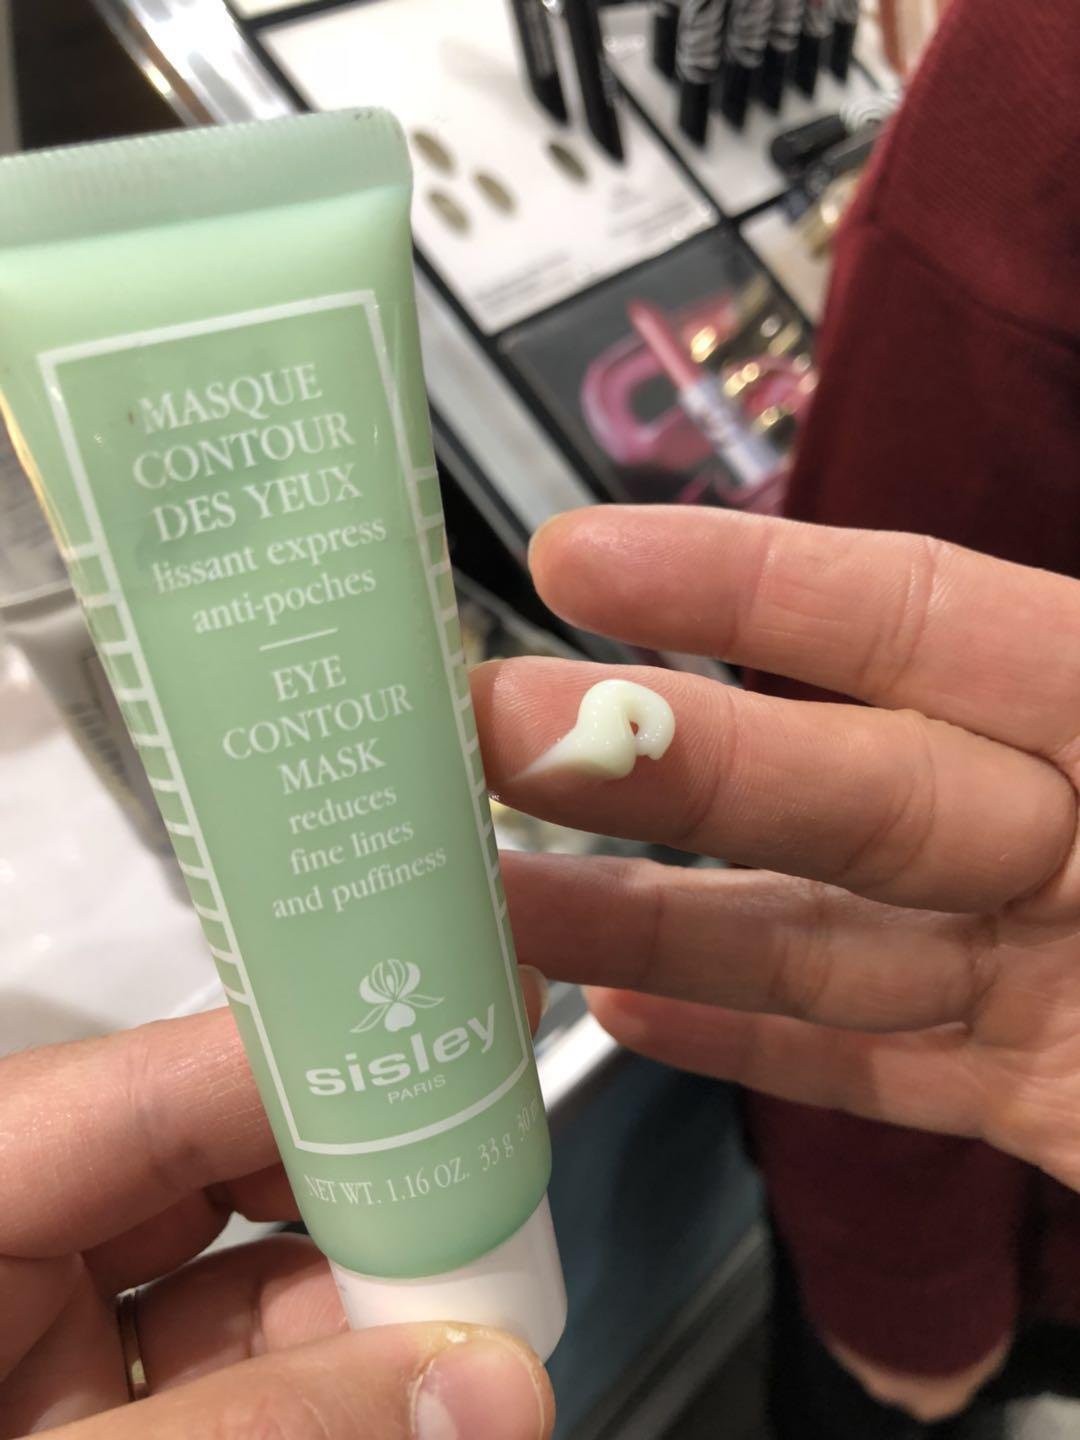 MASQUE
CONTOUR
DES YEUX
lissant express
anti-poches
EYE
CONTOUR
MASK
reduces
fine lines
and puffiness
sisley
PARIS
NET WT. 1.16 OZ. 33 g 30 m